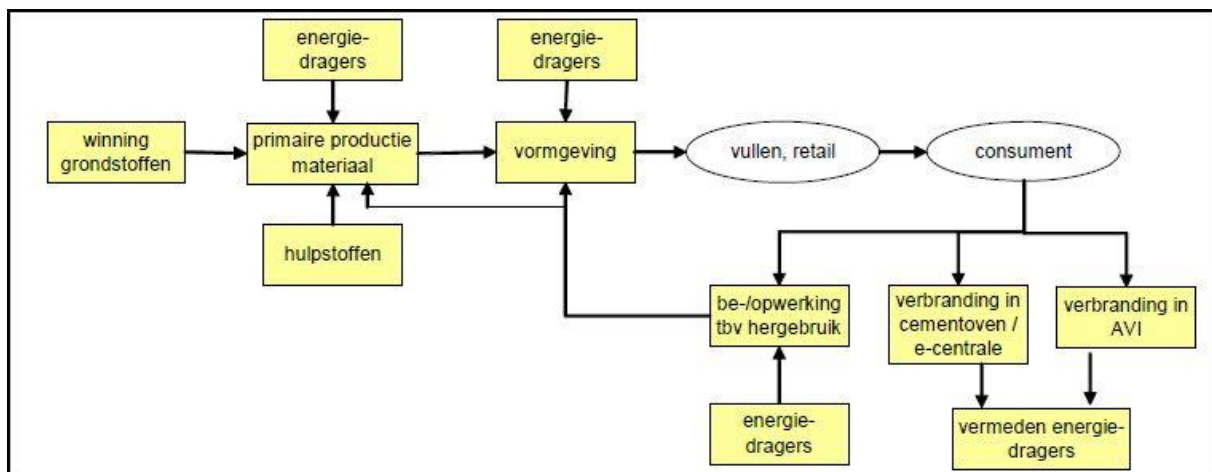 energie-
dragers
energie-
dragers
winning
grondstoffen
primaire productie
materiaal
vormgeving
vullen, retail
consument
hulpstoffen
be-/opwerking
tbv hergebruik
verbranding in
cementoven /
e-centrale
verbranding in
AVI
energie-
dragers
vermeden energie-
dragers